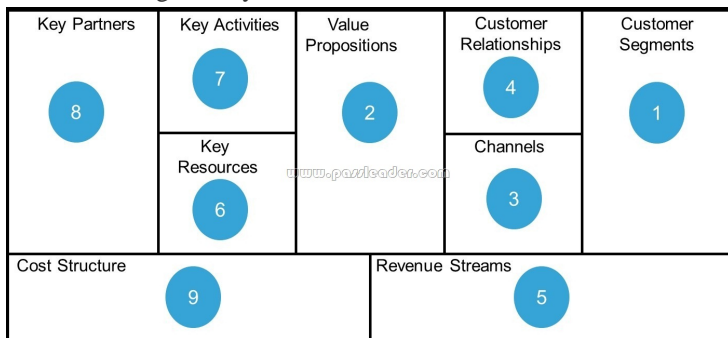 Key Partners
8
Key Activities
7
Key
Resources
6
Value
Propositions
2
Customer
Relationships
4
Channels
3
Customer
Segments
1
www.passleader.com
Cost Structure
9
Revenue Streams
5